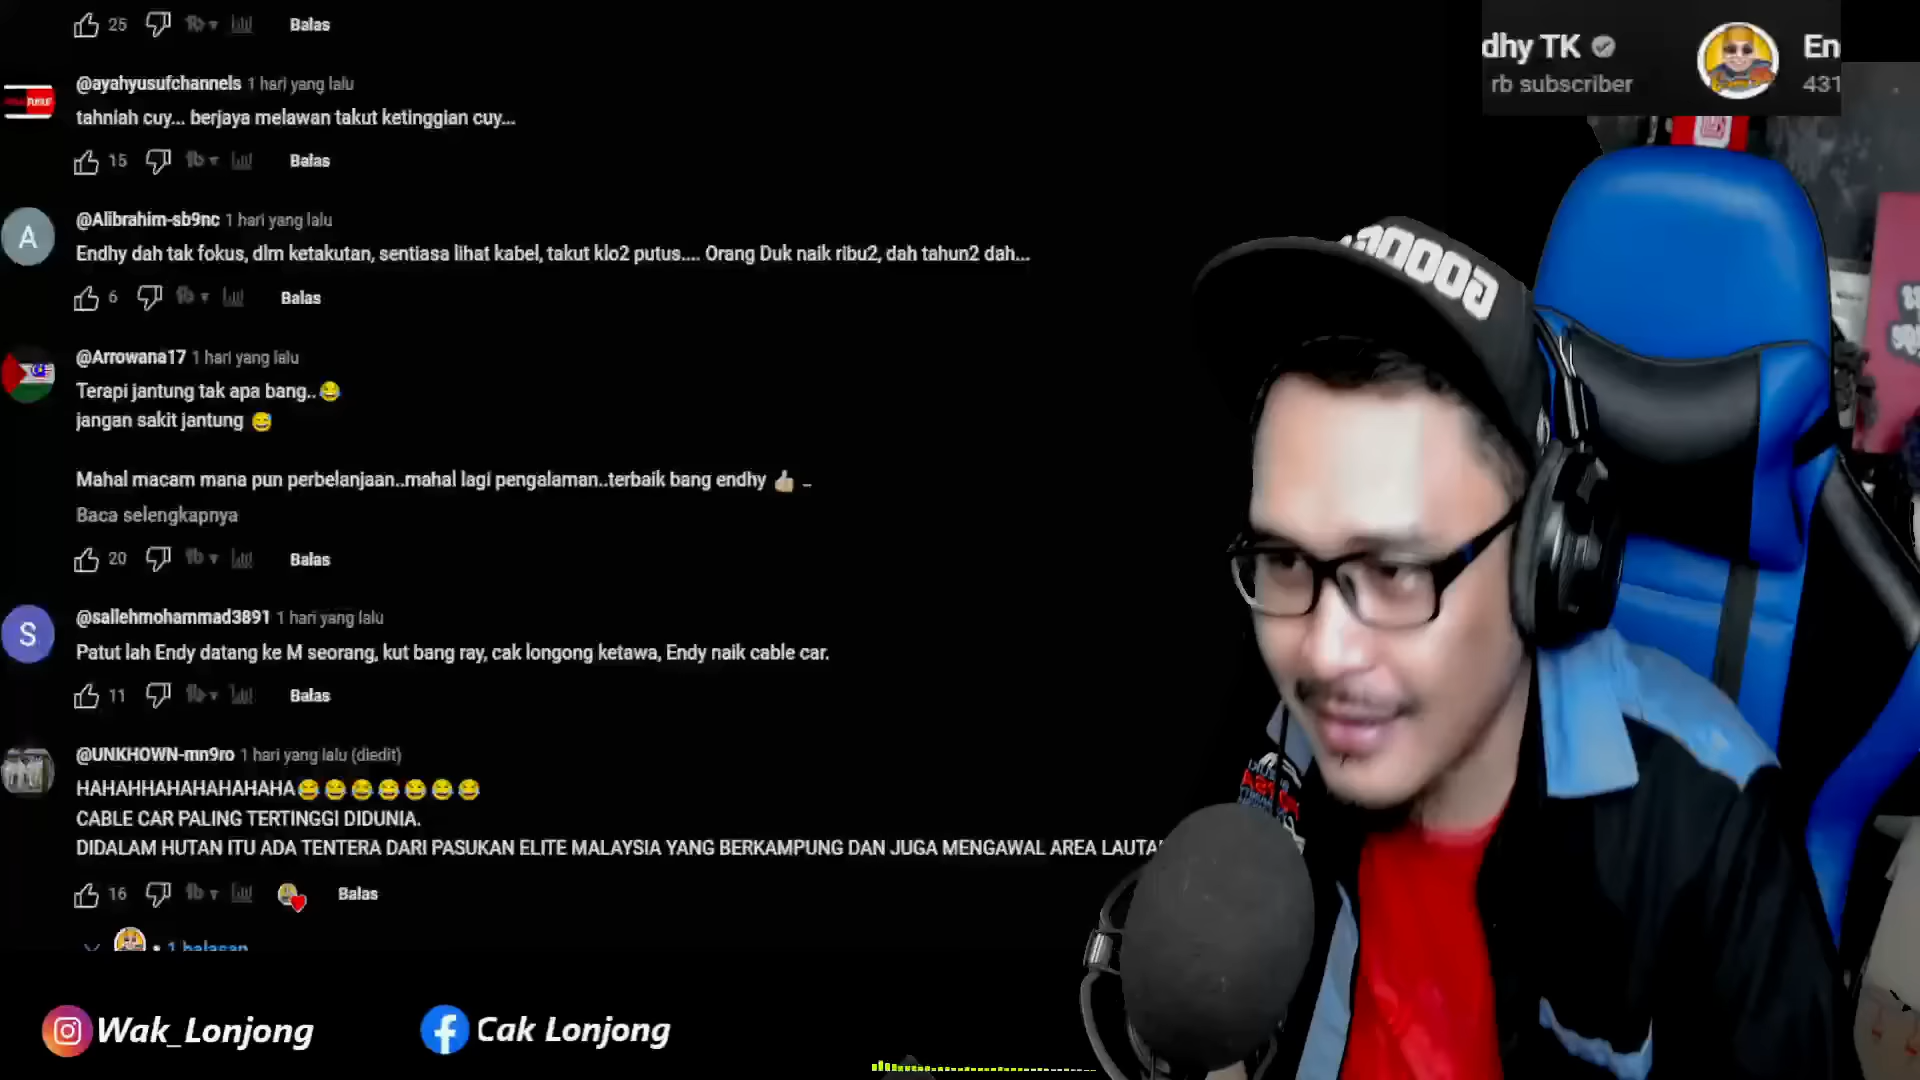 25 Balas
dhy TK En
rb subscriber 431
@ayahyusufchannels 1 hari yang lalu
tahniah cuy... berjaya melawan takut ketinggian cuy...
15 Balas
@Alibrahim-sb9nc 1 hari yang lalu
A
Endhy dah tak fokus, dlm ketakutan, sentiasa lihat kabel, takut klo2 putus.... Orang Duk naik ribu2, dah tahun2 dah...
6 Balas
@Arrowana17 1 hari yang lalu
Terapi jantung tak apa bang..😂
jangan sakit jantung 😅
Mahal macam mana pun perbelanjaan..mahal lagi pengalaman..terbaik bang endhy 👍🏼 ..
Baca selengkapnya
20 Balas
@sallehmohammad3891 1 hari yang lalu
S
Patut lah Endy datang ke M seorang, kut bang ray, cak longong ketawa, Endy naik cable car.
11 Balas
@UNKHOWN-mn9ro 1 hari yang lalu (diedit)
HAHAHHAHAHAHAHAHA😂😂😂😂😂😂😂
CABLE CAR PALING TERTINGGI DIDUNIA.
DIDALAM HUTAN ITU ADA TENTERA DARI PASUKAN ELITE MALAYSIA YANG BERKAMPUNG DAN JUGA MENGAWAL AREA
16 Balas
1 balasan
Wak_Lonjong Cak Lonjong